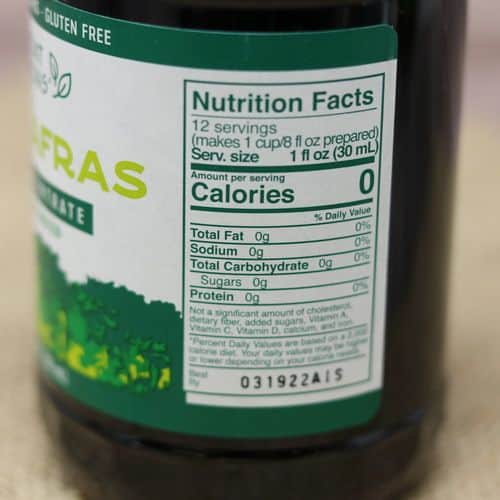 · GLUTEN FREE
AFRAS
TRATE
Nutrition Facts
12 servings
(makes 1 cup/8 fl oz prepared)
Serv. size 1 fl oz (30 mL)
Amount per serving
Calories 0
% Daily Value
Total Fat 0g 0%
Sodium 0g 0%
Total Carbohydrate 0g 0%
Sugars 0g
Protein 0g 0%
Not a significant amount of cholesterol,
dietary fiber, added sugars, Vitamin A,
Vitamin C, Vitamin D, calcium, and iron.
*Percent Daily Values are based on a 2,000
calorie diet. Your daily values may be higher
or lower depending on your calorie needs.
Best
By 031922A1S